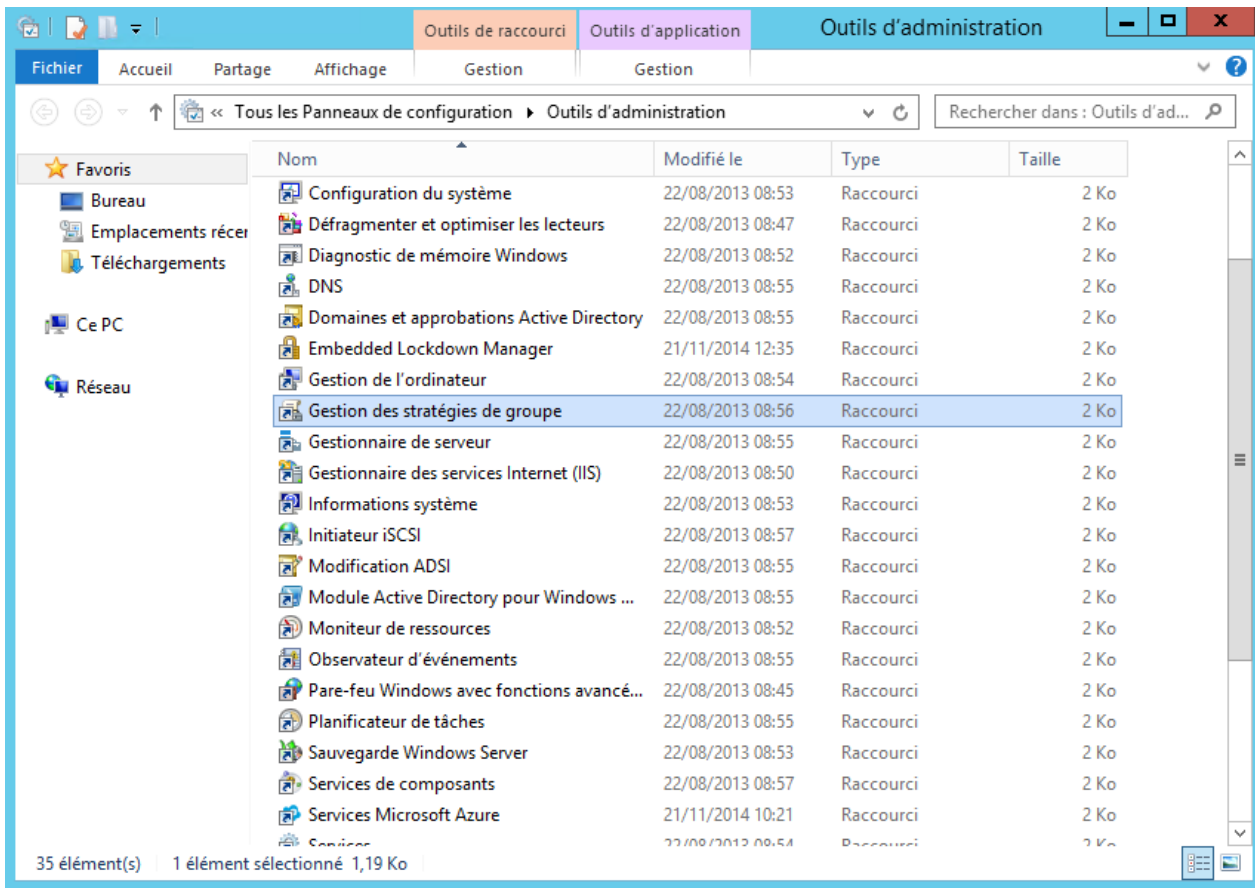 Outils de raccourci Outils d'application Outils d'administration
Fichier Accueil Partage Affichage Gestion Gestion
« Tous les Panneaux de configuration Outils d'administration Rechercher dans : Outils d'ad...
Nom Modifié le Type Taille
Favoris
Bureau
Emplacements récer
Téléchargements
Ce PC
Réseau
Configuration du système 22/08/2013 08:53 Raccourci 2 Ko
Défragmenter et optimiser les lecteurs 22/08/2013 08:47 Raccourci 2 Ko
Diagnostic de mémoire Windows 22/08/2013 08:52 Raccourci 2 Ko
DNS 22/08/2013 08:55 Raccourci 2 Ko
Domaines et approbations Active Directory 22/08/2013 08:55 Raccourci 2 Ko
Embedded Lockdown Manager 21/11/2014 12:35 Raccourci 2 Ko
Gestion de l'ordinateur 22/08/2013 08:54 Raccourci 2 Ko
Gestion des stratégies de groupe 22/08/2013 08:56 Raccourci 2 Ko
Gestionnaire de serveur 22/08/2013 08:55 Raccourci 2 Ko
Gestionnaire des services Internet (IIS) 22/08/2013 08:50 Raccourci 2 Ko
Informations système 22/08/2013 08:53 Raccourci 2 Ko
Initiateur iSCSI 22/08/2013 08:57 Raccourci 2 Ko
Modification ADSI 22/08/2013 08:55 Raccourci 2 Ko
Module Active Directory pour Windows ... 22/08/2013 08:55 Raccourci 2 Ko
Moniteur de ressources 22/08/2013 08:52 Raccourci 2 Ko
Observateur d'événements 22/08/2013 08:55 Raccourci 2 Ko
Pare-feu Windows avec fonctions avancé... 22/08/2013 08:45 Raccourci 2 Ko
Planificateur de tâches 22/08/2013 08:55 Raccourci 2 Ko
Sauvegarde Windows Server 22/08/2013 08:53 Raccourci 2 Ko
Services de composants 22/08/2013 08:57 Raccourci 2 Ko
Services Microsoft Azure 21/11/2014 10:21 Raccourci 2 Ko
Services 22/08/2013 08:54 Raccourci 2 Ko
35 élément(s) 1 élément sélectionné 1,19 Ko